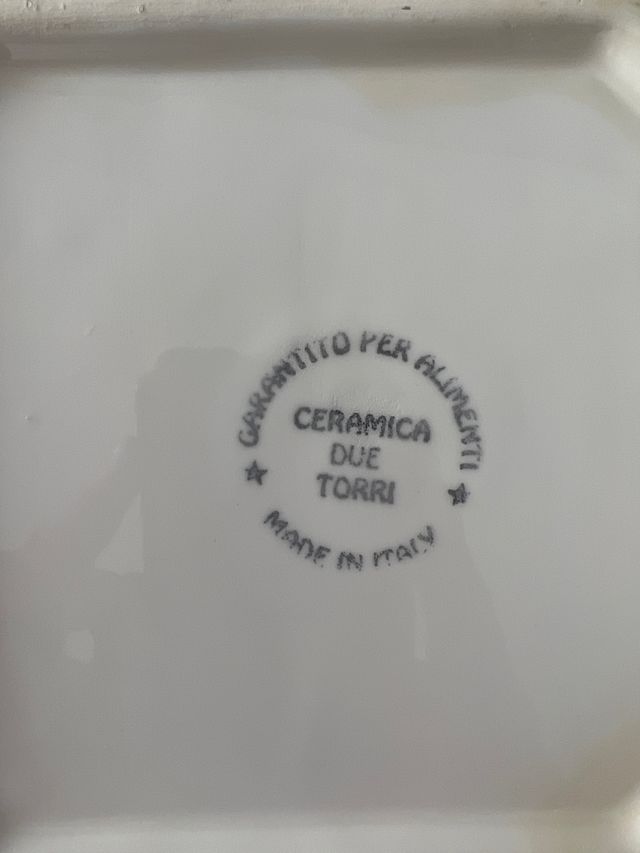 GARANTITO PER ALIMENTI
CERAMICA
DUE
TORRI
MADE IN ITALY